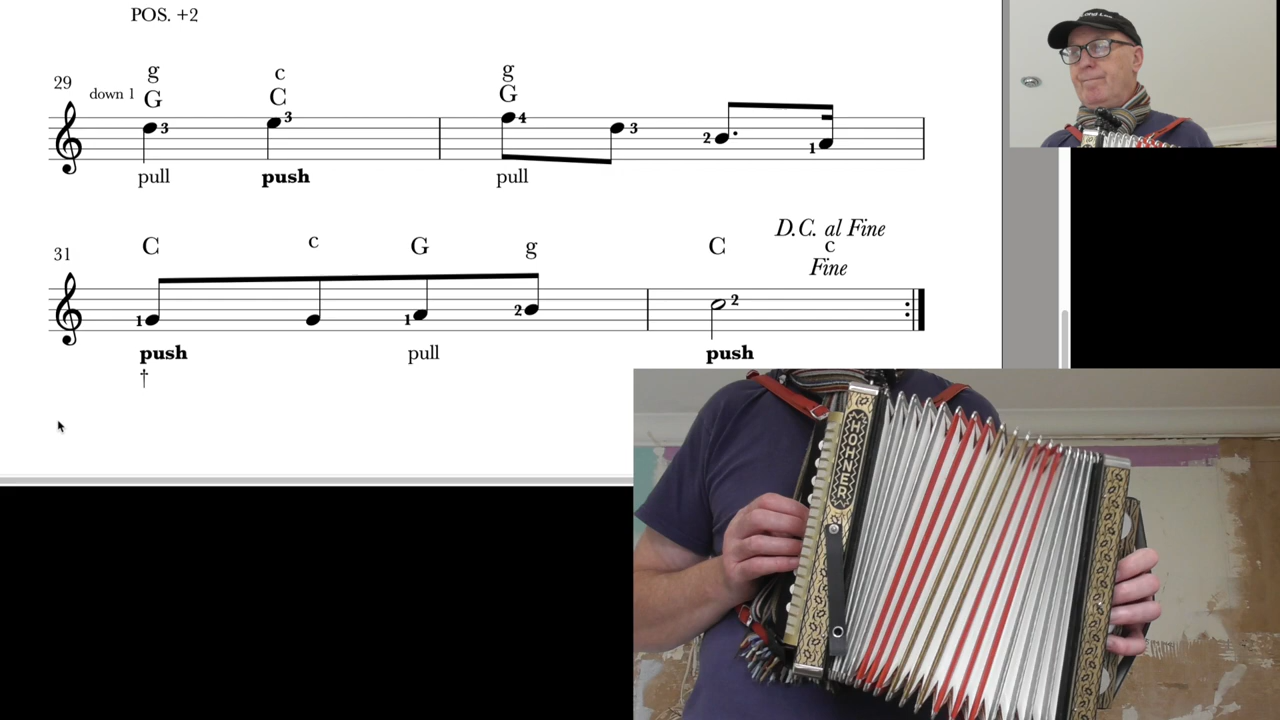 POS. +2
29
down 1
g c g
G C G
3 3 4 3 2 1
pull push pull
D.C. al Fine
31
C c G g C c
Fine
1 1 2 2
push pull push
†
HOHNER